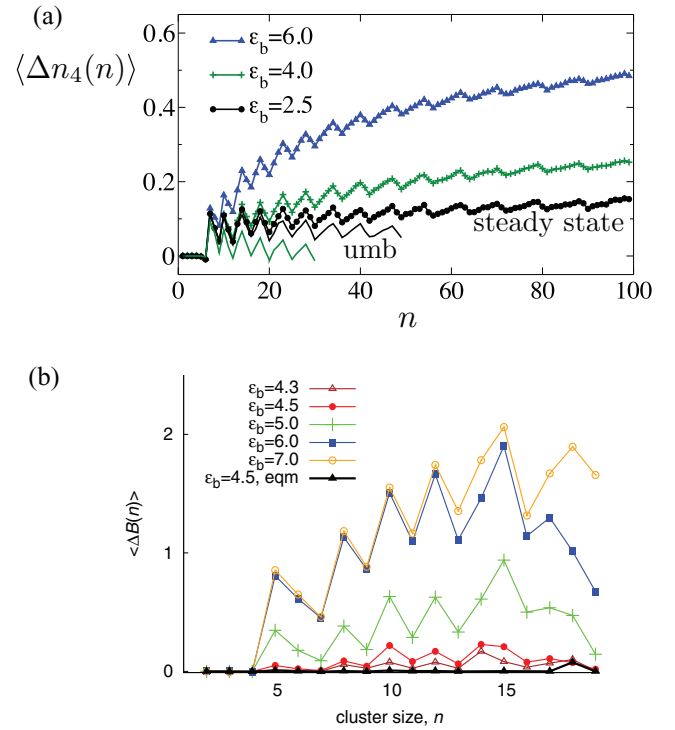 (a)
0.6
⟨Δn₄(n)⟩
ε_b=6.0
ε_b=4.0
ε_b=2.5
0.4
0.2
0
umb
steady state
0 20 40 60 80 100
n
(b)
ε_b=4.3
ε_b=4.5
ε_b=5.0
ε_b=6.0
ε_b=7.0
ε_b=4.5, eqm
2
1
0
<ΔB(n)>
5 10 15
cluster size, n